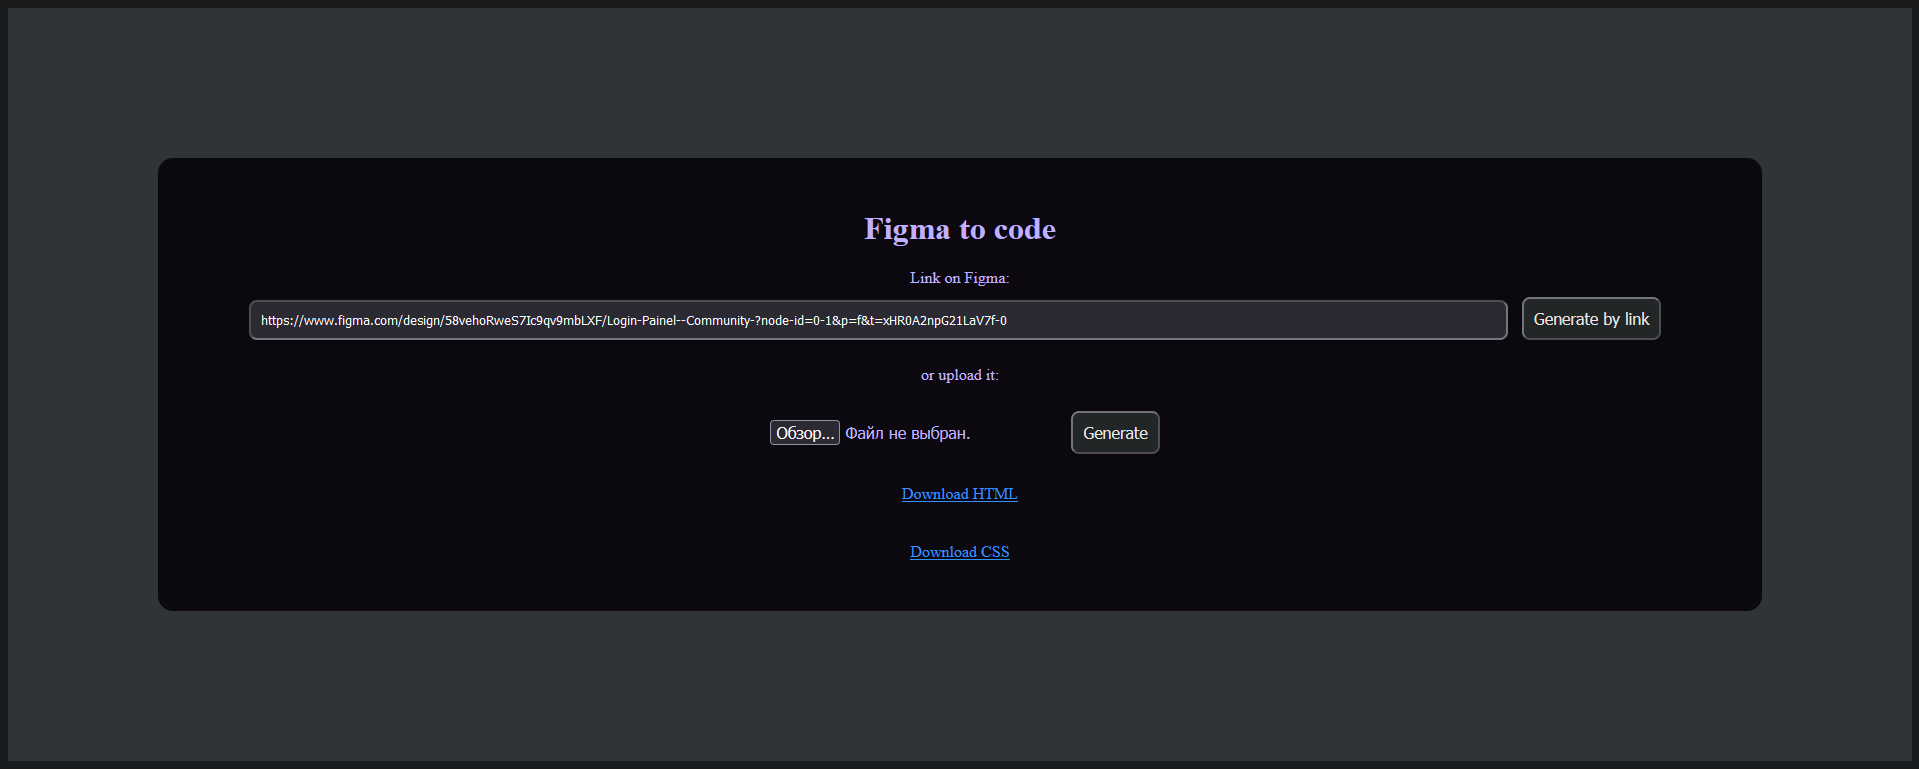 Figma to code
Link on Figma:
https://www.figma.com/design/58vehoRweS7Ic9qv9mbLXF/Login-Painel--Community-?node-id=0-1&p=f&t=xHR0A2npG21LaV7f-0
Generate by link
or upload it:
Обзор... Файл не выбран.
Generate
Download HTML
Download CSS